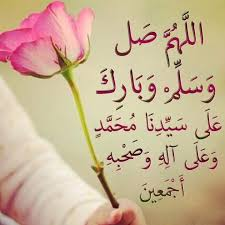 اللَّهُمَّ صَل
وَسَلِّمْ وَبَارِكَ
عَلَى سَيِّدِنَا مُحَمَّدٍ
وَعَلَى آلِهِ وَصَحْبِهِ
أَجْمَعِينَ